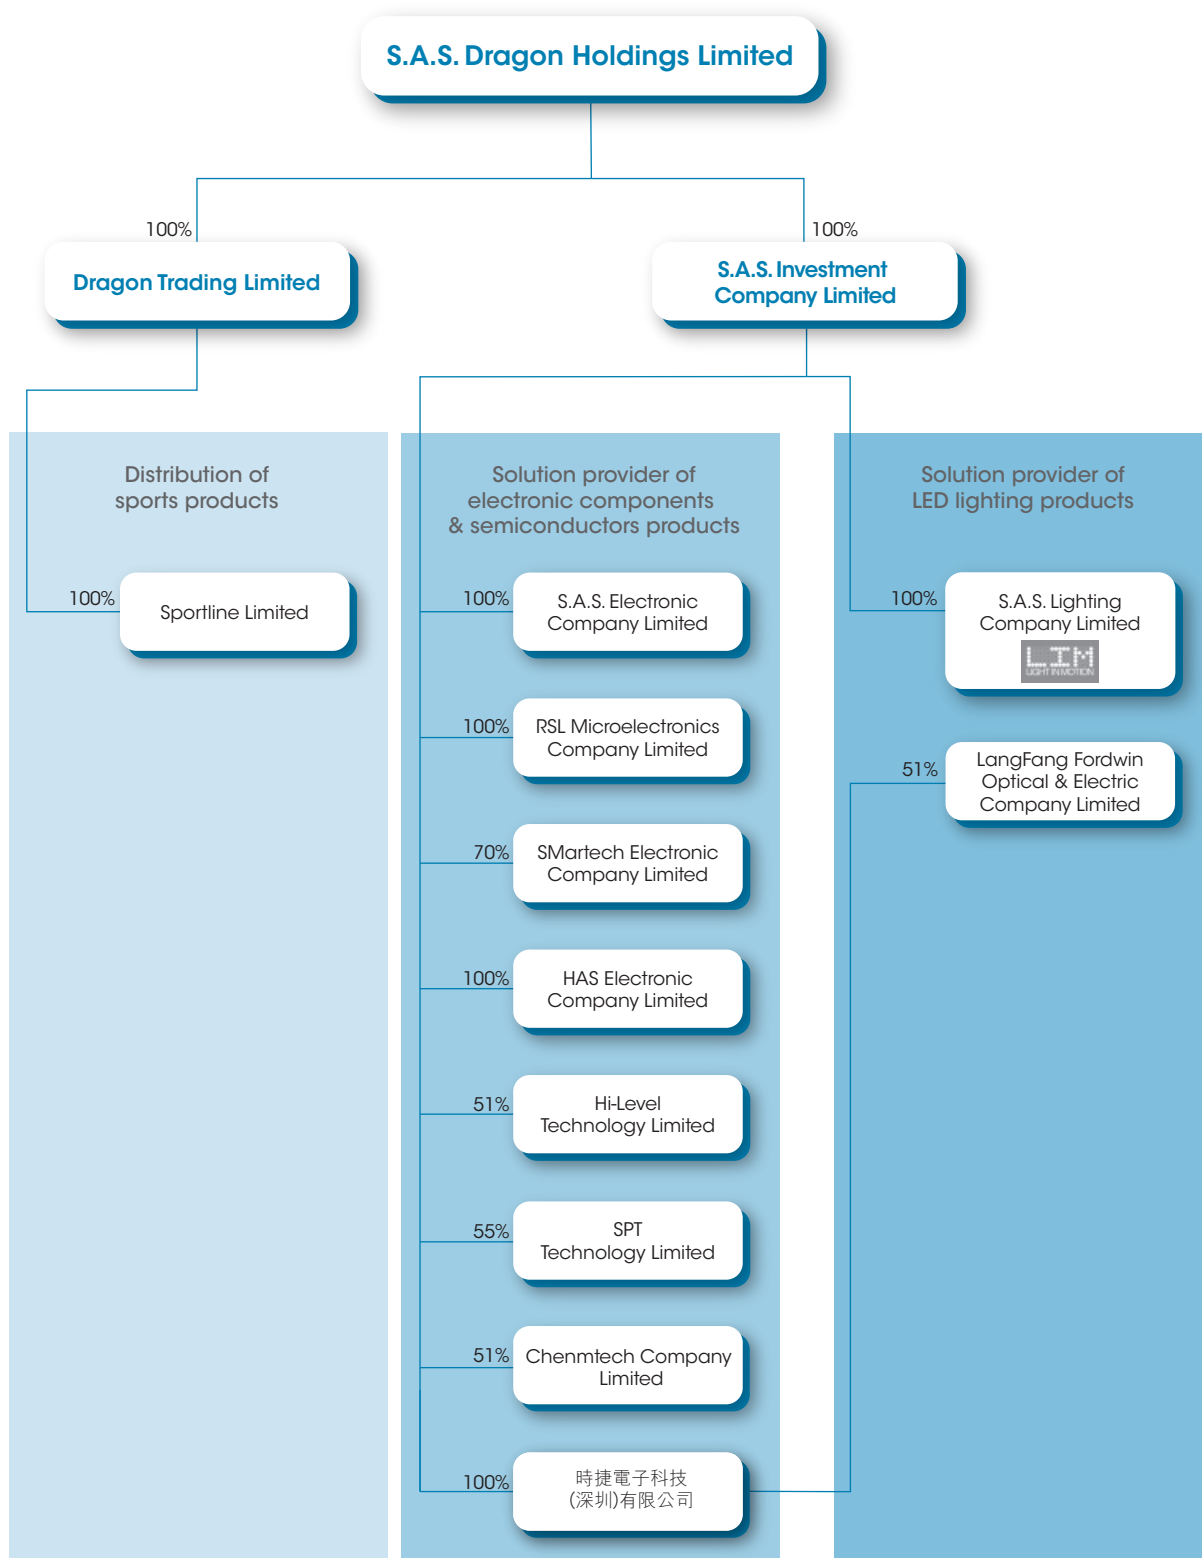 S.A.S. Dragon Holdings Limited
100%
100%
Dragon Trading Limited
S.A.S. Investment
Company Limited
Distribution of
sports products
100%
Sportline Limited
Solution provider of
electronic components
& semiconductors products
100%
S.A.S. Electronic
Company Limited
100%
RSL Microelectronics
Company Limited
70%
SMartech Electronic
Company Limited
100%
HAS Electronic
Company Limited
51%
Hi-Level
Technology Limited
55%
SPT
Technology Limited
51%
Chenmtech Company
Limited
100%
時捷電子科技
(深圳)有限公司
Solution provider of
LED lighting products
100%
S.A.S. Lighting
Company Limited
LIM
LIGHT IN MOTION
51%
LangFang Fordwin
Optical & Electric
Company Limited